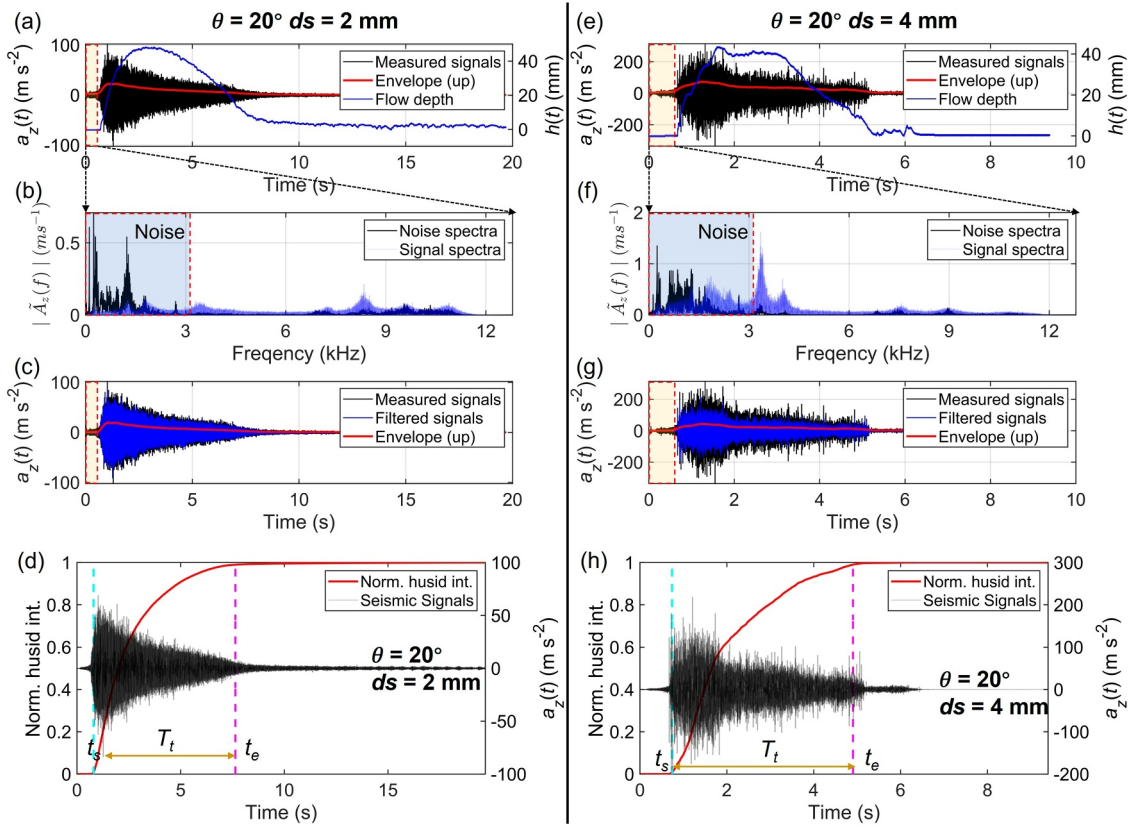 (a) θ = 20° ds = 2 mm
a_z(t) (m s⁻²)
100
0
-100
Measured signals
Envelope (up)
Flow depth
40
20
0
h(t) (mm)
0 5 10 15 20
Time (s)
(b)
| Ã_z(f) | (ms⁻¹)
0.5
0
Noise
Noise spectra
Signal spectra
0 3 6 9 12
Freqency (kHz)
(c)
a_z(t) (m s⁻²)
100
0
-100
Measured signals
Filtered signals
Envelope (up)
0 5 10 15 20
Time (s)
(d)
Norm. husid int.
1
0.8
0.6
0.4
0.2
0
Norm. husid int.
Seismic Signals
θ = 20°
ds = 2 mm
t_s T_t t_e
100
50
0
-50
-100
a_z(t) (m s⁻²)
0 5 10 15
Time (s)
(e) θ = 20° ds = 4 mm
a_z(t) (m s⁻²)
200
0
-200
Measured signals
Envelope (up)
Flow depth
40
20
0
h(t) (mm)
0 2 4 6 8 10
Time (s)
(f)
| Ã_z(f) | (ms⁻¹)
2
1
0
Noise
Noise spectra
Signal spectra
0 3 6 9 12
Freqency (kHz)
(g)
a_z(t) (m s⁻²)
200
0
-200
Measured signals
Filtered signals
Envelope (up)
0 2 4 6 8 10
Time (s)
(h)
Norm. husid int.
1
0.8
0.6
0.4
0.2
0
Norm. husid int.
Seismic Signals
θ = 20°
ds = 4 mm
t_s T_t t_e
300
200
100
0
-100
-200
a_z(t) (m s⁻²)
0 2 4 6 8
Time (s)